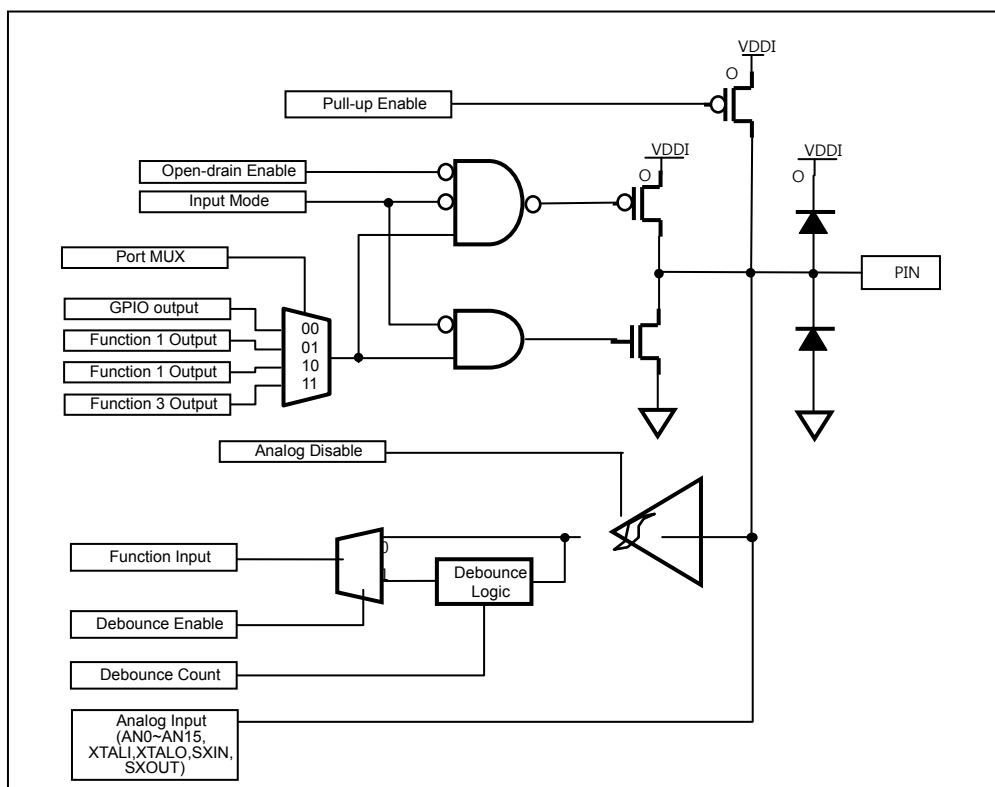 VDDI
O
Pull-up Enable
VDDI
O
VDDI
O
Open-drain Enable
Input Mode
Port MUX
PIN
GPIO output
Function 1 Output
Function 1 Output
Function 3 Output
00
01
10
11
Analog Disable
Function Input
0
1
Debounce
Logic
Debounce Enable
Debounce Count
Analog Input
(AN0~AN15,
XTALI,XTALO,SXIN,
SXOUT)